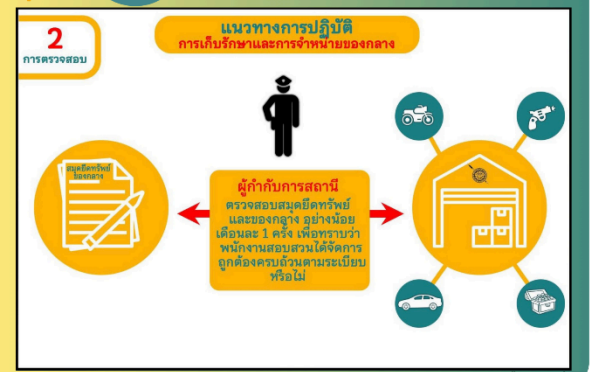 2
การตรวจสอบ
แนวทางการปฏิบัติ
การเก็บรักษาและการจำหน่ายของกลาง
สมุดยึดทรัพย์
ของกลาง
ผู้กำกับการสถานี
ตรวจสอบสมุดยึดทรัพย์
และของกลาง อย่างน้อย
เดือนละ 1 ครั้ง เพื่อทราบว่า
พนักงานสอบสวนได้จัดการ
ถูกต้องครบถ้วนตามระเบียบ
หรือไม่